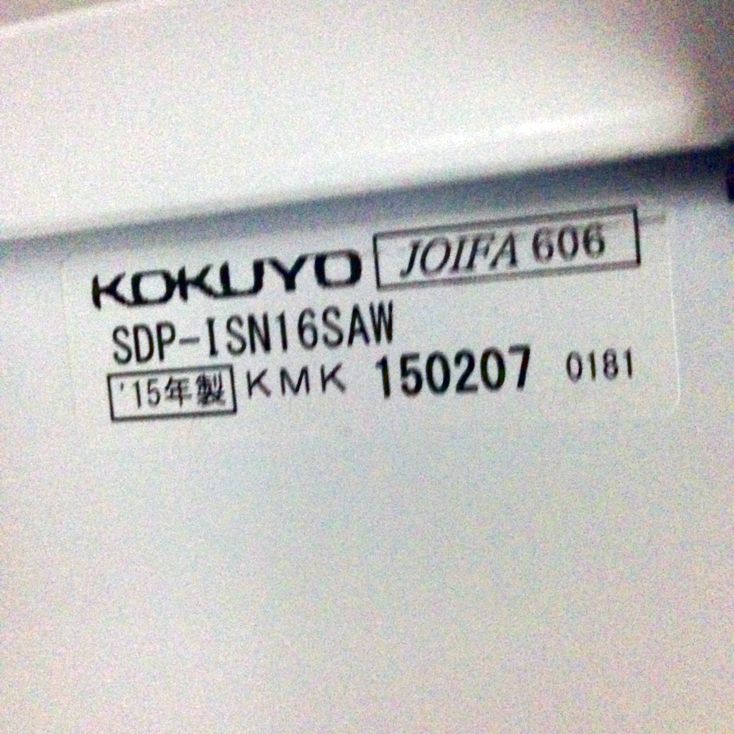 KOKUYO JOIFA 606
SDP-ISN16SAW
'15年製 KMK 150207 0181